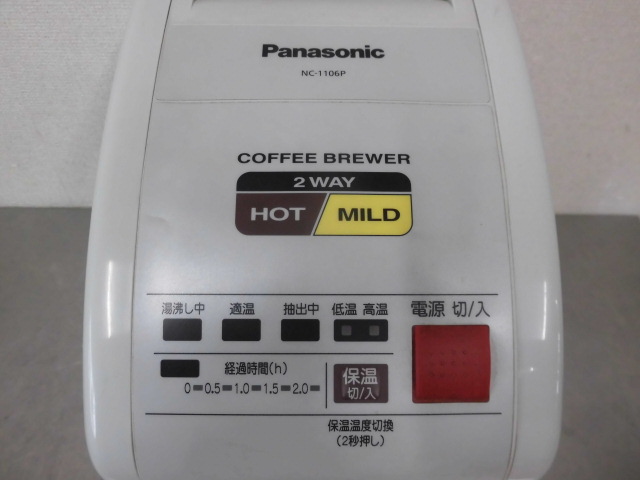 Panasonic
NC-1106P
COFFEE BREWER
2 WAY
HOT MILD
湯沸し中 適温 抽出中 低温 高温 電源 切/入
経過時間(h)
0 0.5 1.0 1.5 2.0
保温
切/入
保温温度切換
(2秒押し)